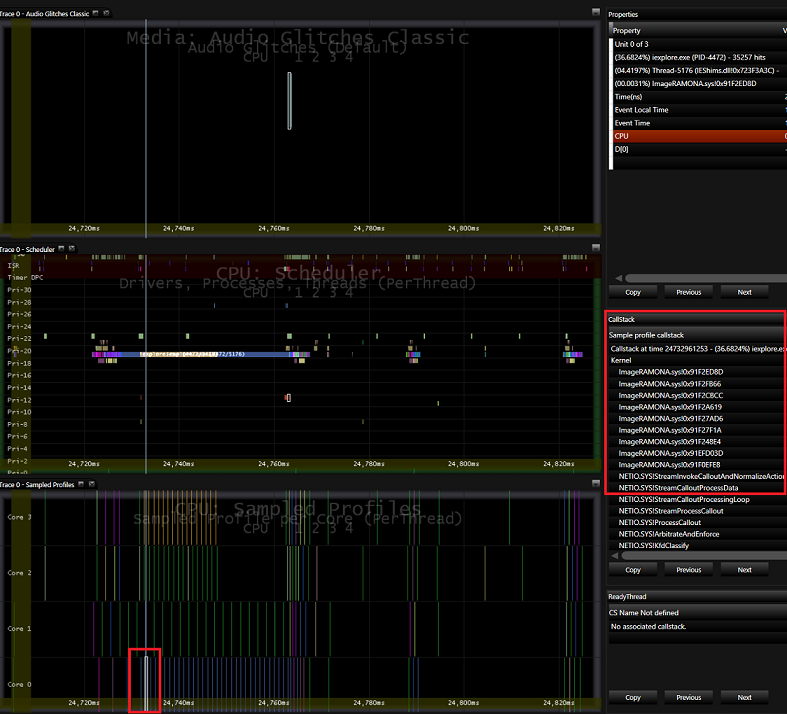 Trace 0 - Audio Glitches Classic
Media: Audio Glitches Classic
Audio Glitches (Default)
CPU 1 2 3 4
24,720ms 24,740ms 24,760ms 24,780ms 24,800ms 24,820ms
Trace 0 - Scheduler
CPU: Scheduler
Drivers, Processes, Threads (PerThread)
CPU 1 2 3 4
ISR
Timer DPC
Pri-30
Pri-28
Pri-26
Pri-24
Pri-22
Pri-20
Pri-18
Pri-16
Pri-14
Pri-12
Pri-10
Pri-8
Pri-6
Pri-4
Pri-2
Pri-0
24,720ms 24,740ms 24,760ms 24,780ms 24,800ms 24,820ms
Trace 0 - Sampled Profiles
CPU: Sampled Profiles
Sampled Profile per core (PerThread)
CPU 1 2 3 4
Core 3
Core 2
Core 1
Core 0
24,720ms 24,740ms 24,760ms 24,780ms 24,800ms 24,820ms
Properties
Property V
Unit 0 of 3
(36.6824%) iexplore.exe (PID-4472) - 35257 hits
(04.4197%) Thread-5176 (IEShims.dll!0x723F3A3C) -
(00.0031%) ImageRAMONA.sys!0x91F2ED8D
Time(ns) 2
Event Local Time 1
Event Time 1
CPU 0
D[0] -
Copy Previous Next
CallStack
Sample profile callstack
Callstack at time 24732961253 - (36.6824%) iexplore.ex
Kernel
ImageRAMONA.sys!0x91F2ED8D
ImageRAMONA.sys!0x91F2FB66
ImageRAMONA.sys!0x91F2CBCC
ImageRAMONA.sys!0x91F2A619
ImageRAMONA.sys!0x91F27AD6
ImageRAMONA.sys!0x91F27F1A
ImageRAMONA.sys!0x91F248E4
ImageRAMONA.sys!0x91EFD03D
ImageRAMONA.sys!0x91F0EFE8
NETIO.SYS!StreamInvokeCalloutAndNormalizeAction
NETIO.SYS!StreamCalloutProcessData
NETIO.SYS!StreamCalloutProcessingLoop
NETIO.SYS!StreamProcessCallout
NETIO.SYS!ProcessCallout
NETIO.SYS!ArbitrateAndEnforce
NETIO.SYS!KfdClassify
Copy Previous Next
ReadyThread
CS Name Not defined
No associated callstack.
Copy Previous Next